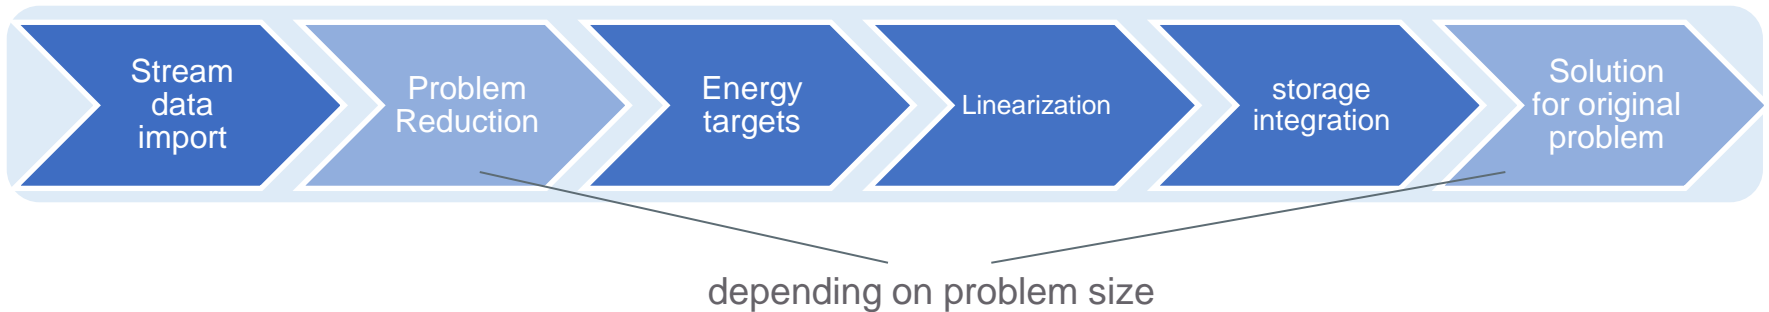 Stream
data
import
Problem
Reduction
Energy
targets
Linearization
storage
integration
Solution
for original
problem
depending on problem size